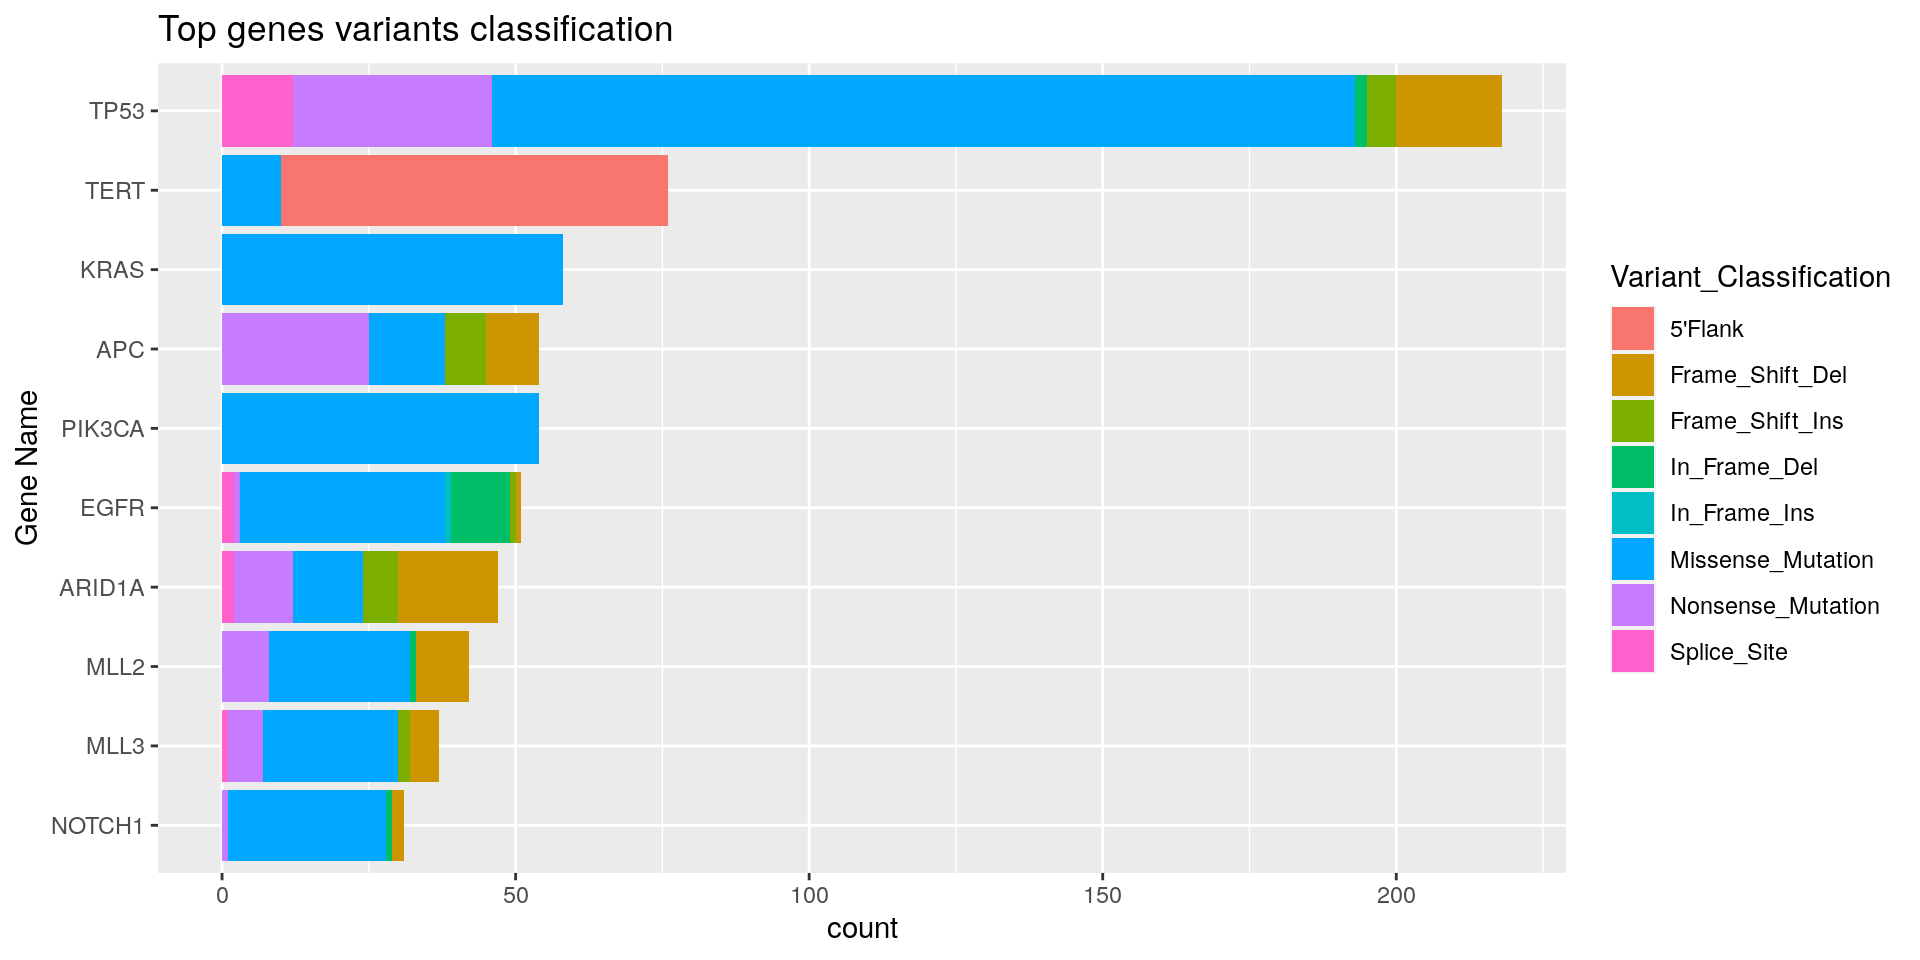 Top genes variants classification
TP53
TERT
KRAS
APC
PIK3CA
EGFR
ARID1A
MLL2
MLL3
NOTCH1
Gene Name
0 50 100 150 200
count
Variant_Classification
5'Flank
Frame_Shift_Del
Frame_Shift_Ins
In_Frame_Del
In_Frame_Ins
Missense_Mutation
Nonsense_Mutation
Splice_Site